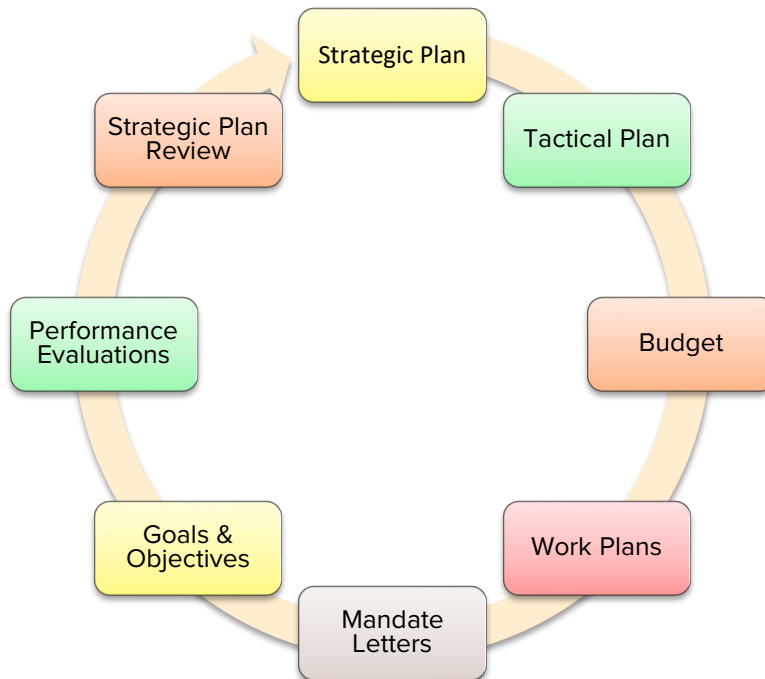 Strategic Plan
Tactical Plan
Budget
Work Plans
Mandate
Letters
Goals &
Objectives
Performance
Evaluations
Strategic Plan
Review